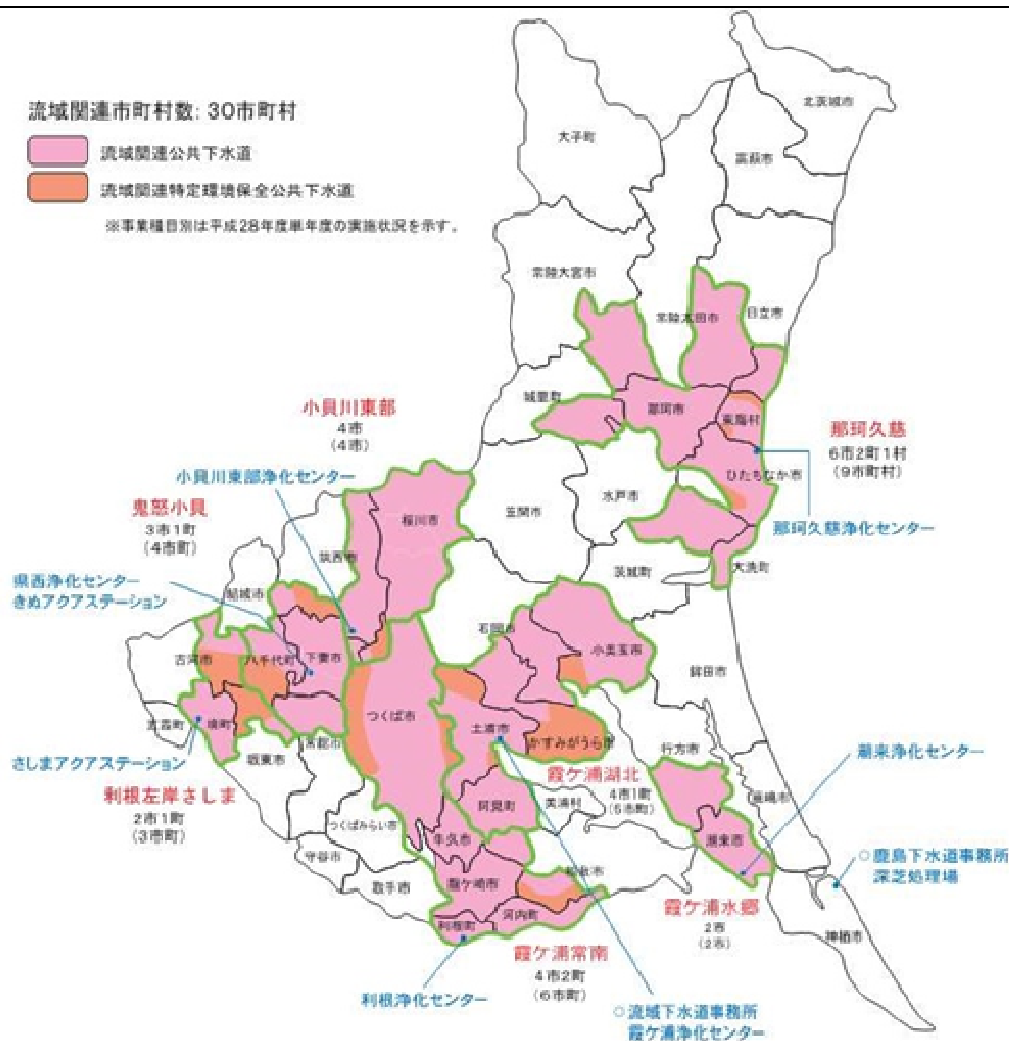 流域関連市町村数: 30市町村
流域関連公共下水道
流域関連特定環境保全公共下水道
※事業種目別は平成28年度単年度の実施状況を示す。
北茨城市
大子町
高萩市
常陸大宮市
常陸太田市
日立市
城里町
那珂市
東海村
小貝川東部
4市
(4市)
那珂久慈
6市2町1村
(9市町村)
小貝川東部浄化センター
ひたちなか市
水戸市
鬼怒小貝
3市1町
(4市町)
桜川市
笠間市
那珂久慈浄化センター
筑西市
茨城町
大洗町
県西浄化センター
きぬアクアステーション
結城市
石岡市
小美玉市
古河市
八千代町
下妻市
鉾田市
五霞町
境町
つくば市
土浦市
かすみがうら市
さしまアクアステーション
坂東市
行方市
潮来浄化センター
利根左岸さしま
2市1町
(3市町)
霞ケ浦湖北
4市1町
阿見町
美浦村
つくばみらい市
牛久市
潮来市
守谷市
取手市
龍ケ崎市
○鹿島下水道事務所
深芝処理場
利根町
河内町
霞ケ浦水郷
2市
(2市)
神栖市
霞ケ浦常南
4市2町
(6市町)
利根浄化センター
○流域下水道事務所
霞ケ浦浄化センター